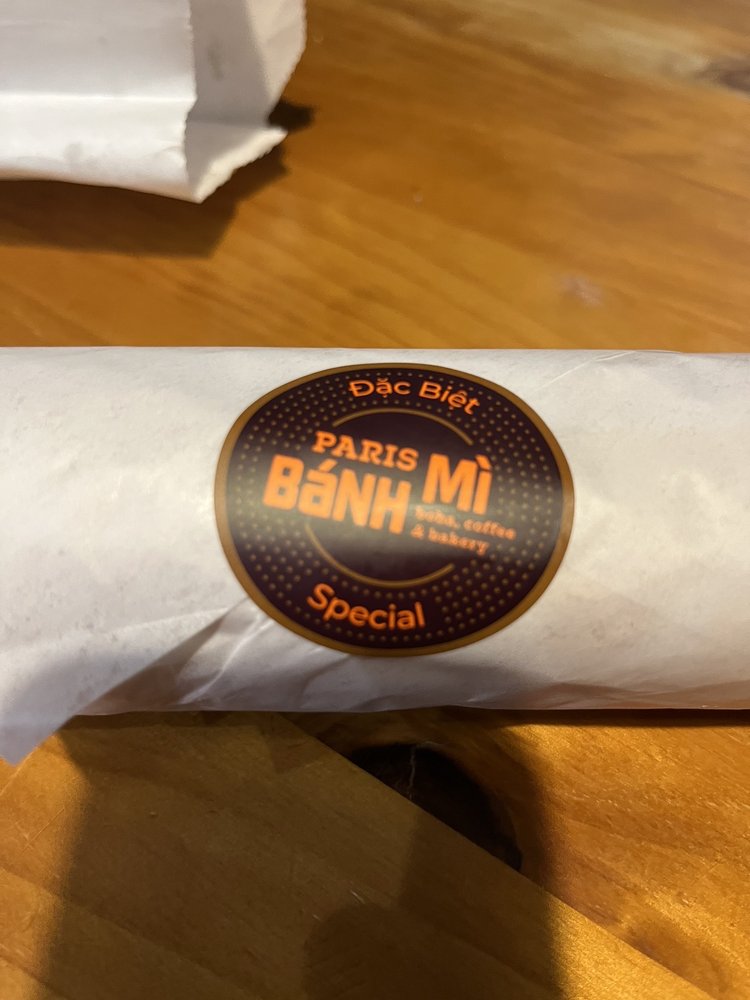 Đặc Biệt
PARIS
BáNH MÌ
boba, coffee
& bakery
Special